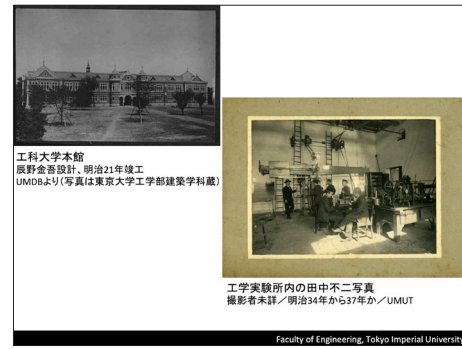 工科大学本館
辰野金吾設計、明治21年竣工
UMDBより(写真は東京大学工学部建築学科蔵)
工学実験所内の田中不二写真
撮影者未詳/明治34年から37年か/UMUT
Faculty of Engineering, Tokyo Imperial University